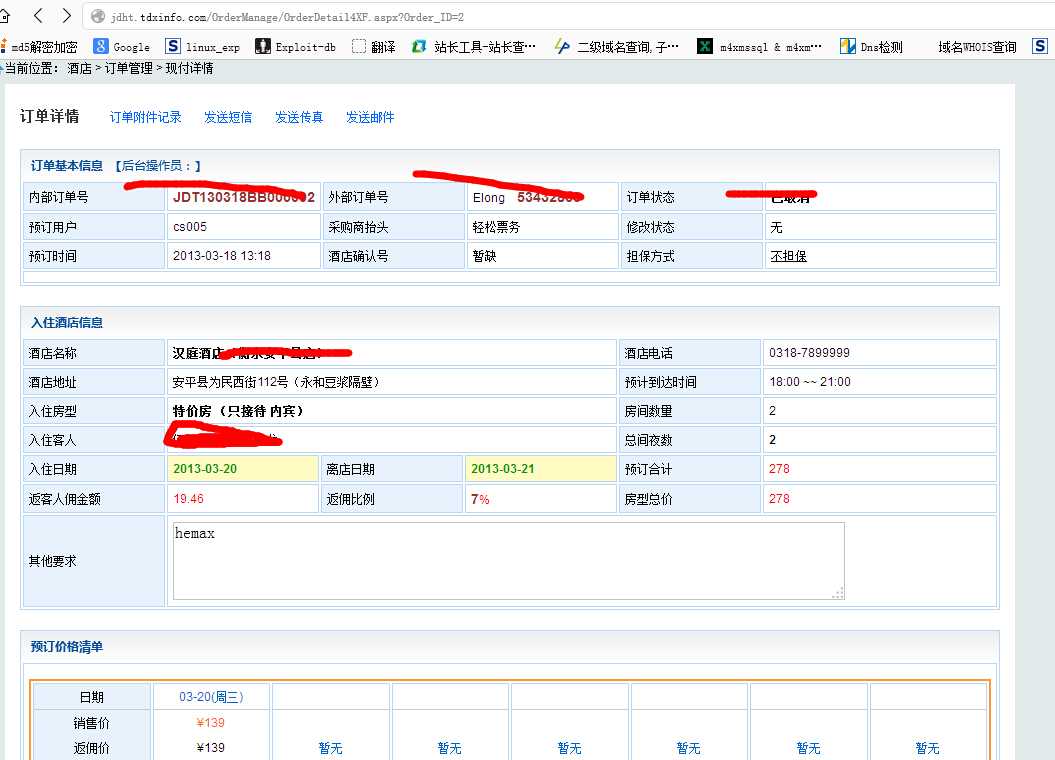 jdht.tdxinfo.com/OrderManage/OrderDetail4XF.aspx?Order_ID=2
md5解密加密 Google linux_exp Exploit-db 翻译 站长工具-站长查… 二级域名查询,子… m4xmssql & m4xm… Dns检测 域名WHOIS查询
当前位置: 酒店 > 订单管理 > 现付详情
订单详情 订单附件记录 发送短信 发送传真 发送邮件
订单基本信息 【后台操作员:】
内部订单号 JDT130318BB000002 外部订单号 Elong 订单状态 已取消
预订用户 cs005 采购商抬头 轻松票务 修改状态 无
预订时间 2013-03-18 13:18 酒店确认号 暂缺 担保方式 不担保
入住酒店信息
酒店名称 汉庭酒店 酒店电话 0318-7899999
酒店地址 安平县为民西街112号(永和豆浆隔壁) 预计到达时间 18:00 ~~ 21:00
入住房型 特价房 (只接待 内宾) 房间数量 2
入住客人 总间夜数 2
入住日期 2013-03-20 离店日期 2013-03-21 预订合计 278
返客人佣金额 19.46 返佣比例 7% 房型总价 278
其他要求 hemax
预订价格清单
日期 03-20(周三)
销售价 ¥139
返佣价 ¥139 暂无 暂无 暂无 暂无 暂无 暂无